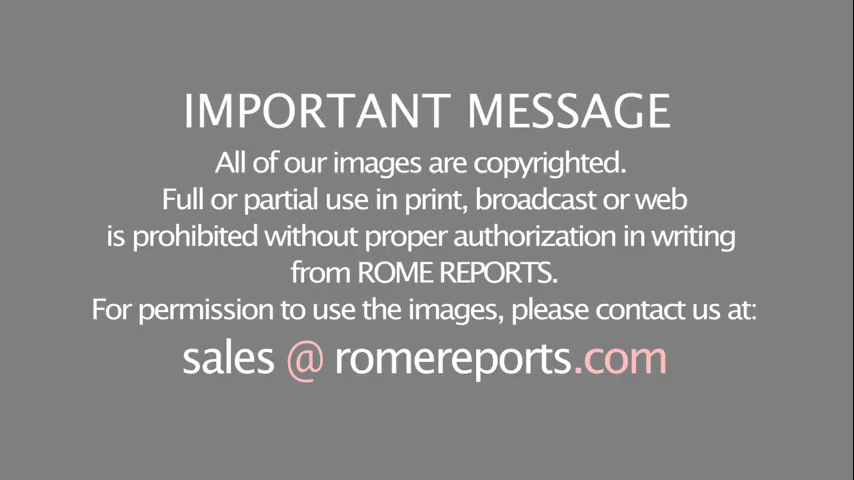 IMPORTANT MESSAGE
All of our images are copyrighted.
Full or partial use in print, broadcast or web
is prohibited without proper authorization in writing
from ROME REPORTS.
For permission to use the images, please contact us at:
sales @ romereports.com